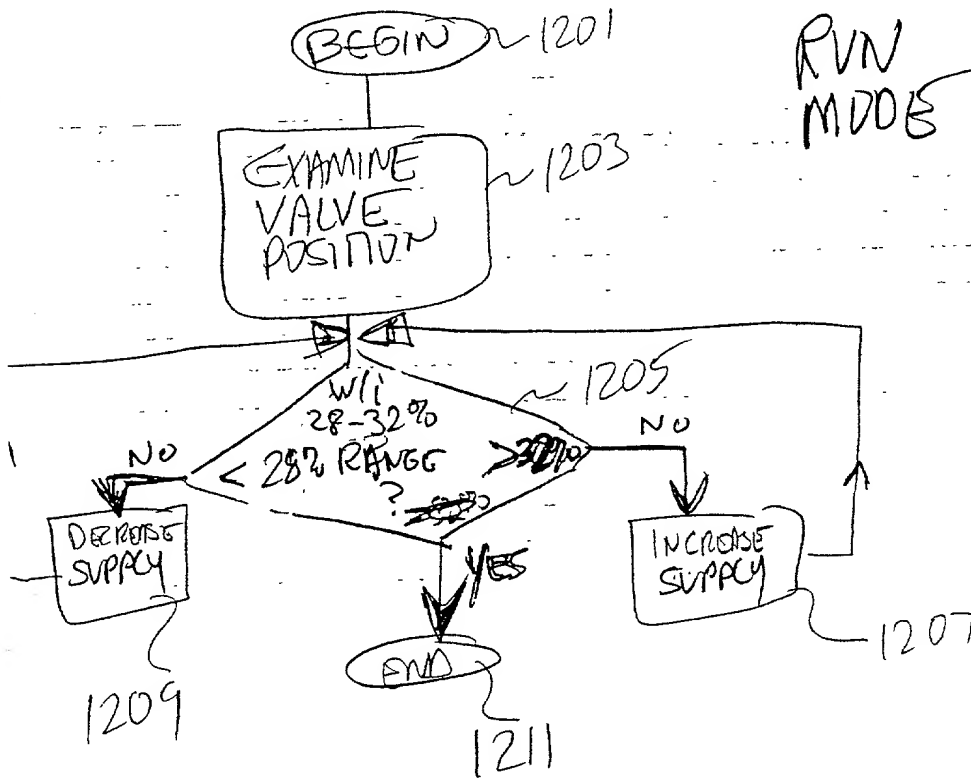 BEGIN
1201
RUN
MODE
EXAMINE
VALVE
POSITION
1203
1205
W/i
28-32%
< 28% RANGE >32%
?
NO
NO
DECREASE
SUPPLY
INCREASE
SUPPLY
YES
END
1207
1209
1211